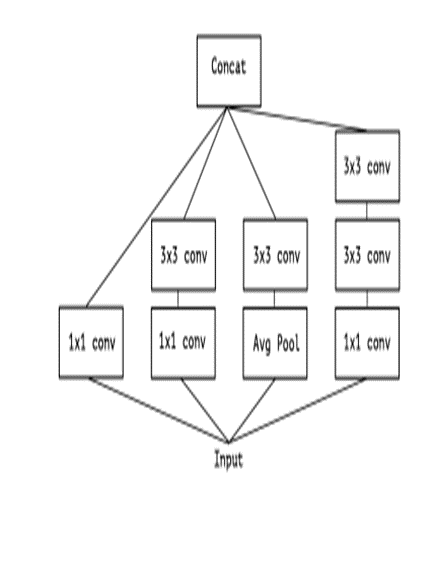 Concat
3x3 conv
3x3 conv
3x3 conv
3x3 conv
1x1 conv
1x1 conv
Avg Pool
1x1 conv
Input